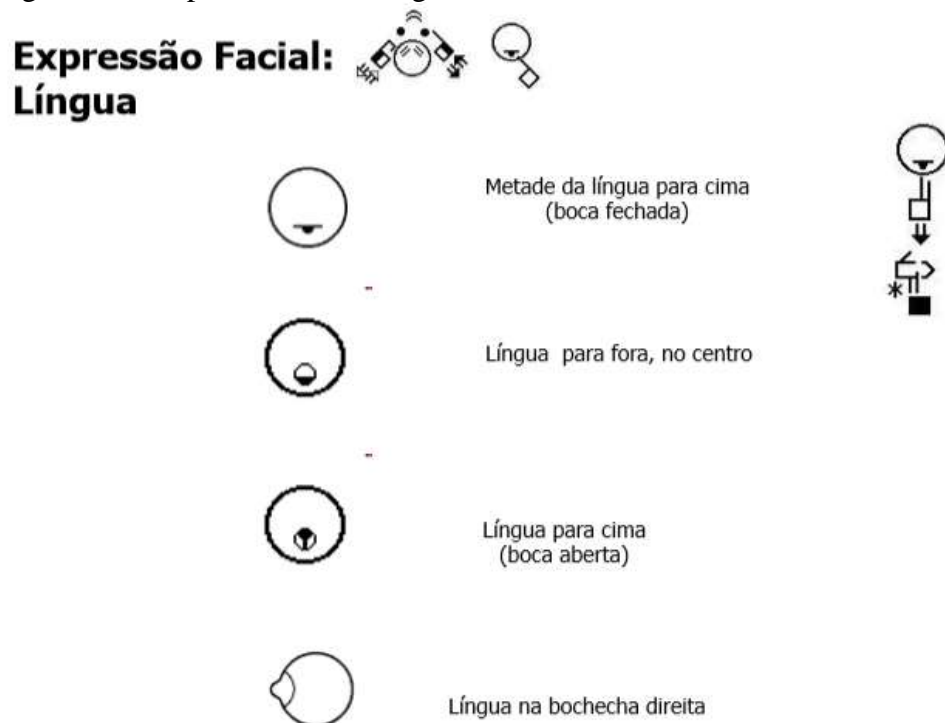 Expressão Facial:
Língua
Metade da língua para cima
(boca fechada)
Língua para fora, no centro
Língua para cima
(boca aberta)
Língua na bochecha direita